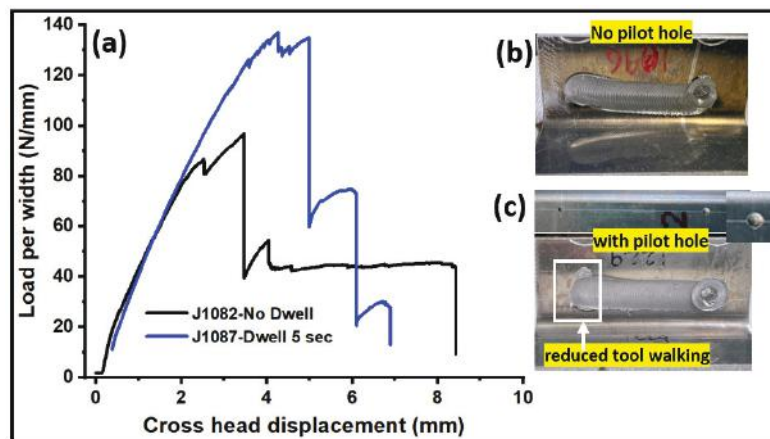 (a)
140
120
100
80
60
40
20
0
Load per width (N/mm)
J1082-No Dwell
J1087-Dwell 5 sec
0 2 4 6 8 10
Cross head displacement (mm)
(b)
No pilot hole
(c)
2
with pilot hole
reduced tool walking